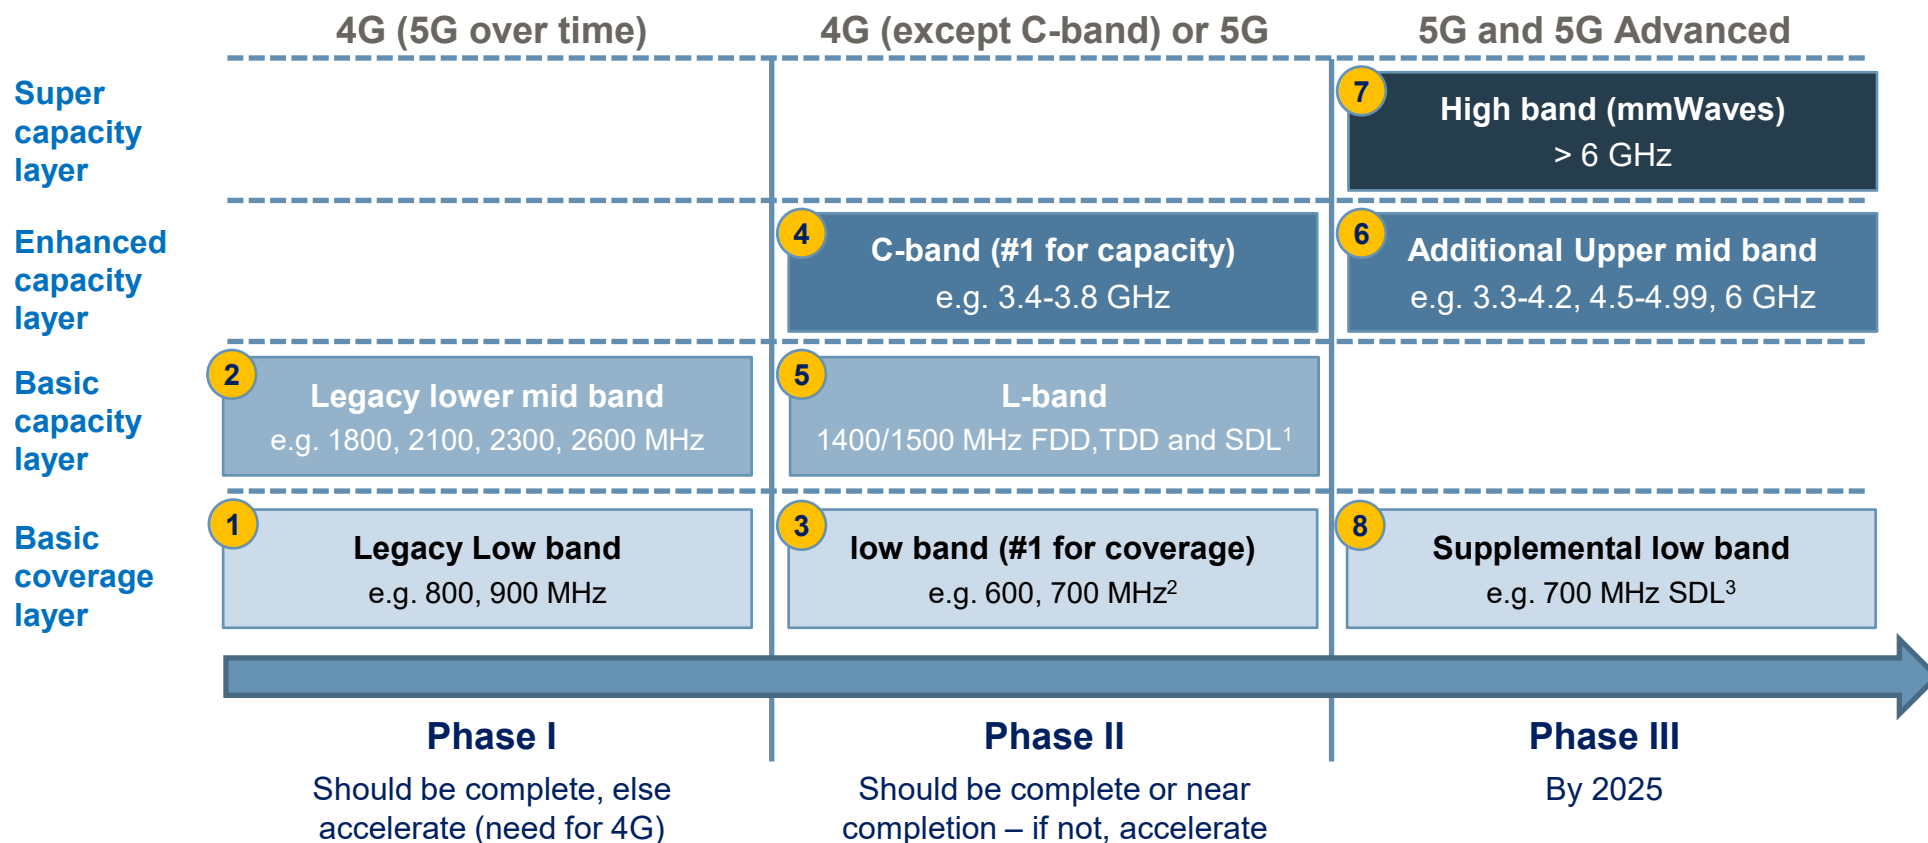 4G (5G over time)
4G (except C-band) or 5G
5G and 5G Advanced
Super
capacity
layer
7
High band (mmWaves)
> 6 GHz
Enhanced
capacity
layer
4
C-band (#1 for capacity)
e.g. 3.4-3.8 GHz
6
Additional Upper mid band
e.g. 3.3-4.2, 4.5-4.99, 6 GHz
Basic
capacity
layer
2
Legacy lower mid band
e.g. 1800, 2100, 2300, 2600 MHz
5
L-band
1400/1500 MHz FDD,TDD and SDL¹
Basic
coverage
layer
1
Legacy Low band
e.g. 800, 900 MHz
3
low band (#1 for coverage)
e.g. 600, 700 MHz²
8
Supplemental low band
e.g. 700 MHz SDL³
Phase I
Should be complete, else
accelerate (need for 4G)
Phase II
Should be complete or near
completion – if not, accelerate
Phase III
By 2025